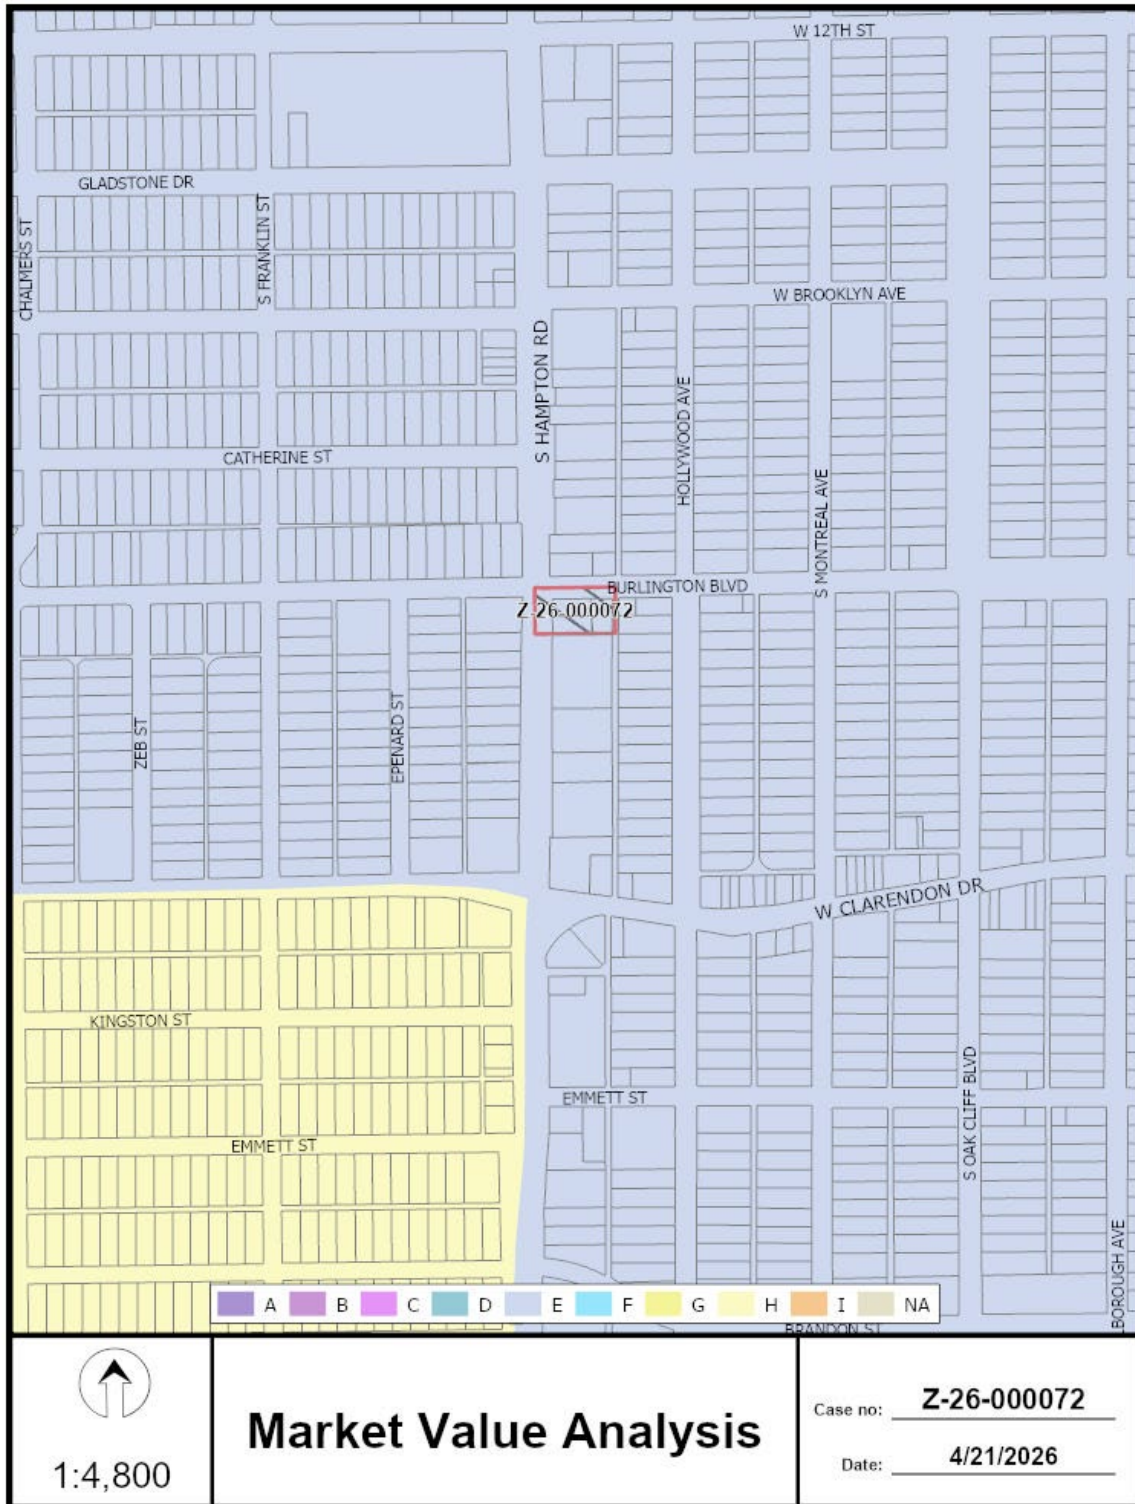 W 12TH ST
GLADSTONE DR
CHALMERS ST
S FRANKLIN ST
W BROOKLYN AVE
S HAMPTON RD
HOLLYWOOD AVE
CATHERINE ST
S MONTREAL AVE
BURLINGTON BLVD
Z-26-000072
ZEB ST
EPENARD ST
W CLARENDON DR
KINGSTON ST
S OAK CLIFF BLVD
EMMETT ST
EMMETT ST
LBOROUGH AVE
A B C D E F G H I NA
BRANDON ST
1:4,800
Market Value Analysis
Case no: Z-26-000072
Date: 4/21/2026